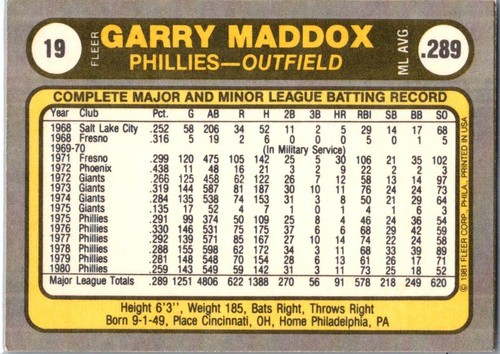 19
FLEER
GARRY MADDOX
PHILLIES—OUTFIELD
ML AVG
.289
COMPLETE MAJOR AND MINOR LEAGUE BATTING RECORD
Year Club Pct. G AB R H 2B 3B HR RBI SB BB SO
1968 Salt Lake City .252 58 206 34 52 11 2 5 29 14 17 68
1968 Fresno .316 5 19 2 6 0 0 0 5 0 1 5
1969-70 (In Military Service)
1971 Fresno .299 120 475 105 142 25 5 30 106 21 35 102
1972 Phoenix .438 11 48 16 21 3 2 9 22 2 2 3
1972 Giants .266 125 458 62 122 26 7 12 58 13 14 97
1973 Giants .319 144 587 81 187 30 10 11 76 24 24 73
1974 Giants .284 135 538 74 153 31 3 8 50 21 29 64
1975 Giants .135 17 52 4 7 1 0 1 4 1 6 3
1975 Phillies .291 99 374 50 109 25 8 4 46 24 36 54
1976 Phillies .330 146 531 75 175 37 6 6 68 29 42 59
1977 Phillies .292 139 571 85 167 27 10 14 74 22 24 58
1978 Phillies .288 155 598 62 172 34 3 11 68 33 39 89
1979 Phillies .281 148 548 70 154 28 6 13 61 26 17 56
1980 Phillies .259 143 549 59 142 31 3 11 73 25 18 52
Major League Totals .289 1251 4806 622 1388 270 56 91 578 218 249 620
Height 6'3'', Weight 185, Bats Right, Throws Right
Born 9-1-49, Place Cincinnati, OH, Home Philadelphia, PA
© 1981 FLEER CORP., PHILA. PRINTED IN USA